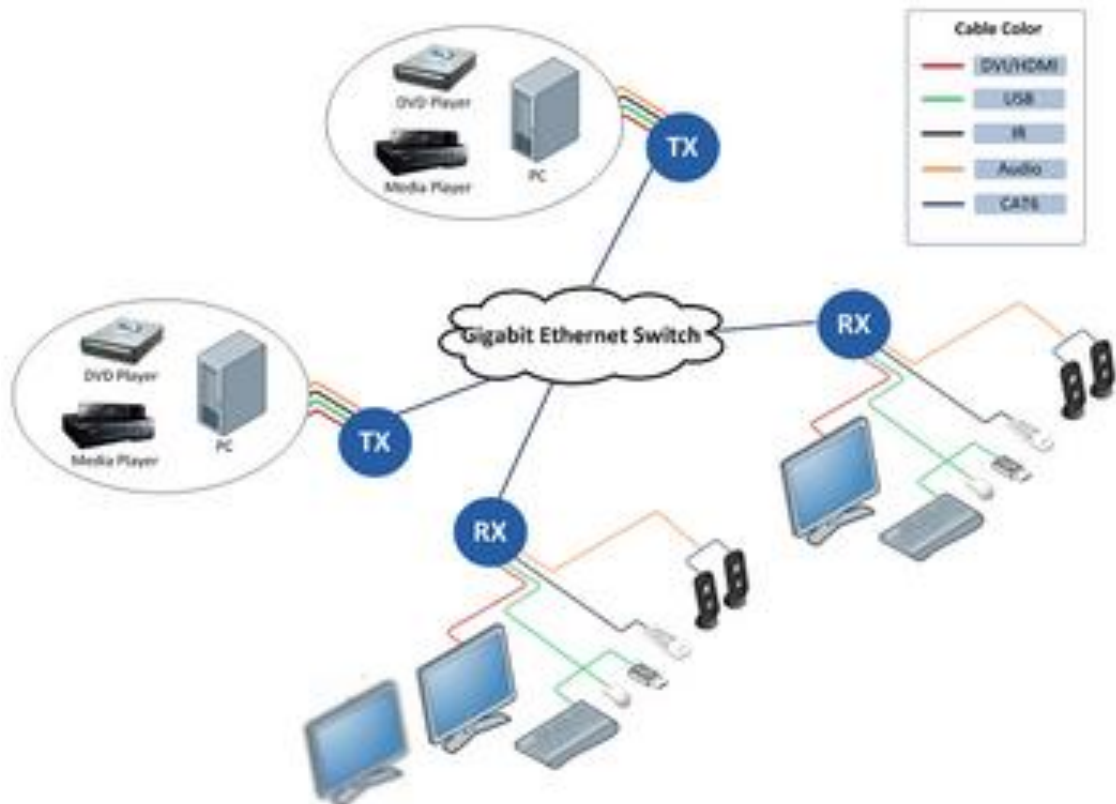 Cable Color
DVI/HDMI
USB
IR
Audio
CAT6
DVD Player
Media Player
PC
TX
Gigabit Ethernet Switch
RX
DVD Player
Media Player
PC
TX
RX